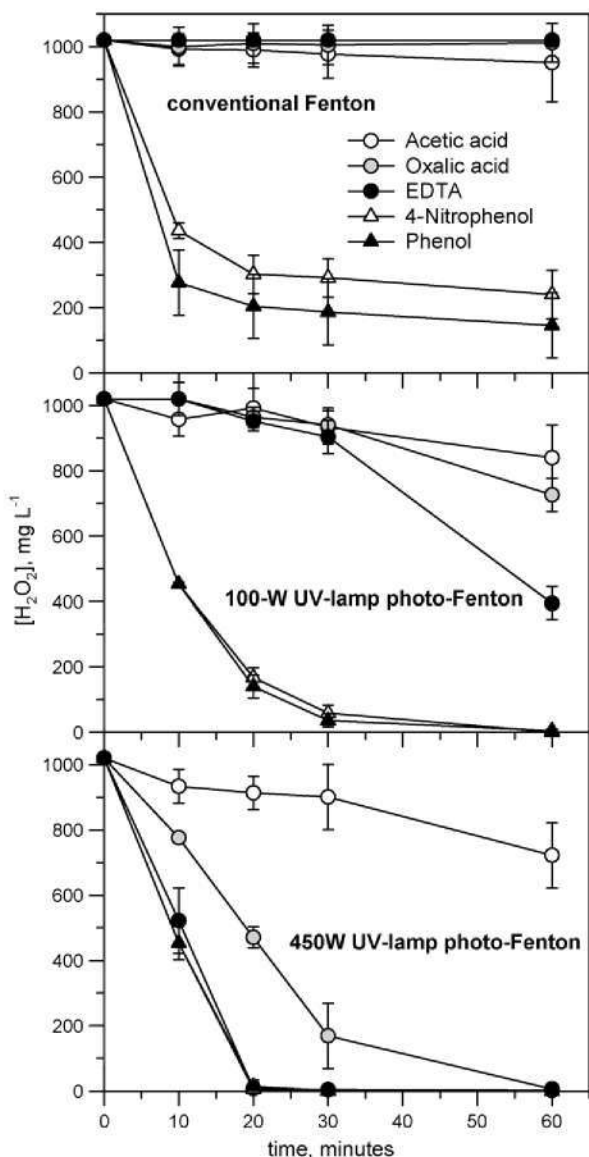 1000
800
600
400
200
0
conventional Fenton
Acetic acid
Oxalic acid
EDTA
4-Nitrophenol
Phenol
1000
800
600
400
200
0
[H₂O₂], mg L⁻¹
100-W UV-lamp photo-Fenton
1000
800
600
400
200
0
450W UV-lamp photo-Fenton
0 10 20 30 40 50 60
time, minutes